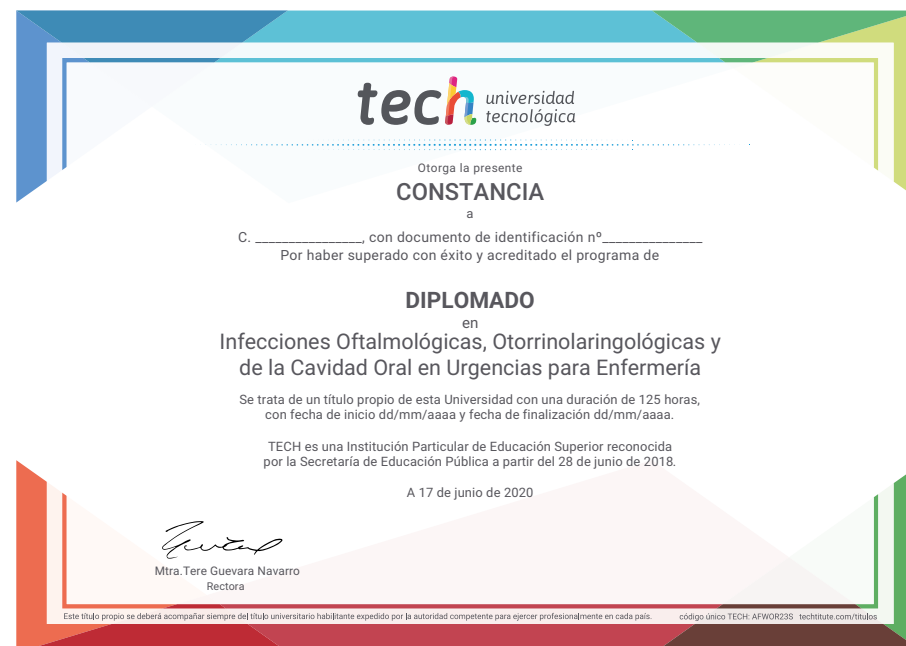 tech universidad
tecnológica
Otorga la presente
CONSTANCIA
a
C. ________________, con documento de identificación nº_______________
Por haber superado con éxito y acreditado el programa de
DIPLOMADO
en
Infecciones Oftalmológicas, Otorrinolaringológicas y
de la Cavidad Oral en Urgencias para Enfermería
Se trata de un título propio de esta Universidad con una duración de 125 horas,
con fecha de inicio dd/mm/aaaa y fecha de finalización dd/mm/aaaa.
TECH es una Institución Particular de Educación Superior reconocida
por la Secretaría de Educación Pública a partir del 28 de junio de 2018.
A 17 de junio de 2020
Mtra.Tere Guevara Navarro
Rectora
Este título propio se deberá acompañar siempre del título universitario habilitante expedido por la autoridad competente para ejercer profesionalmente en cada país. código único TECH: AFWOR23S techtitute.com/titulos